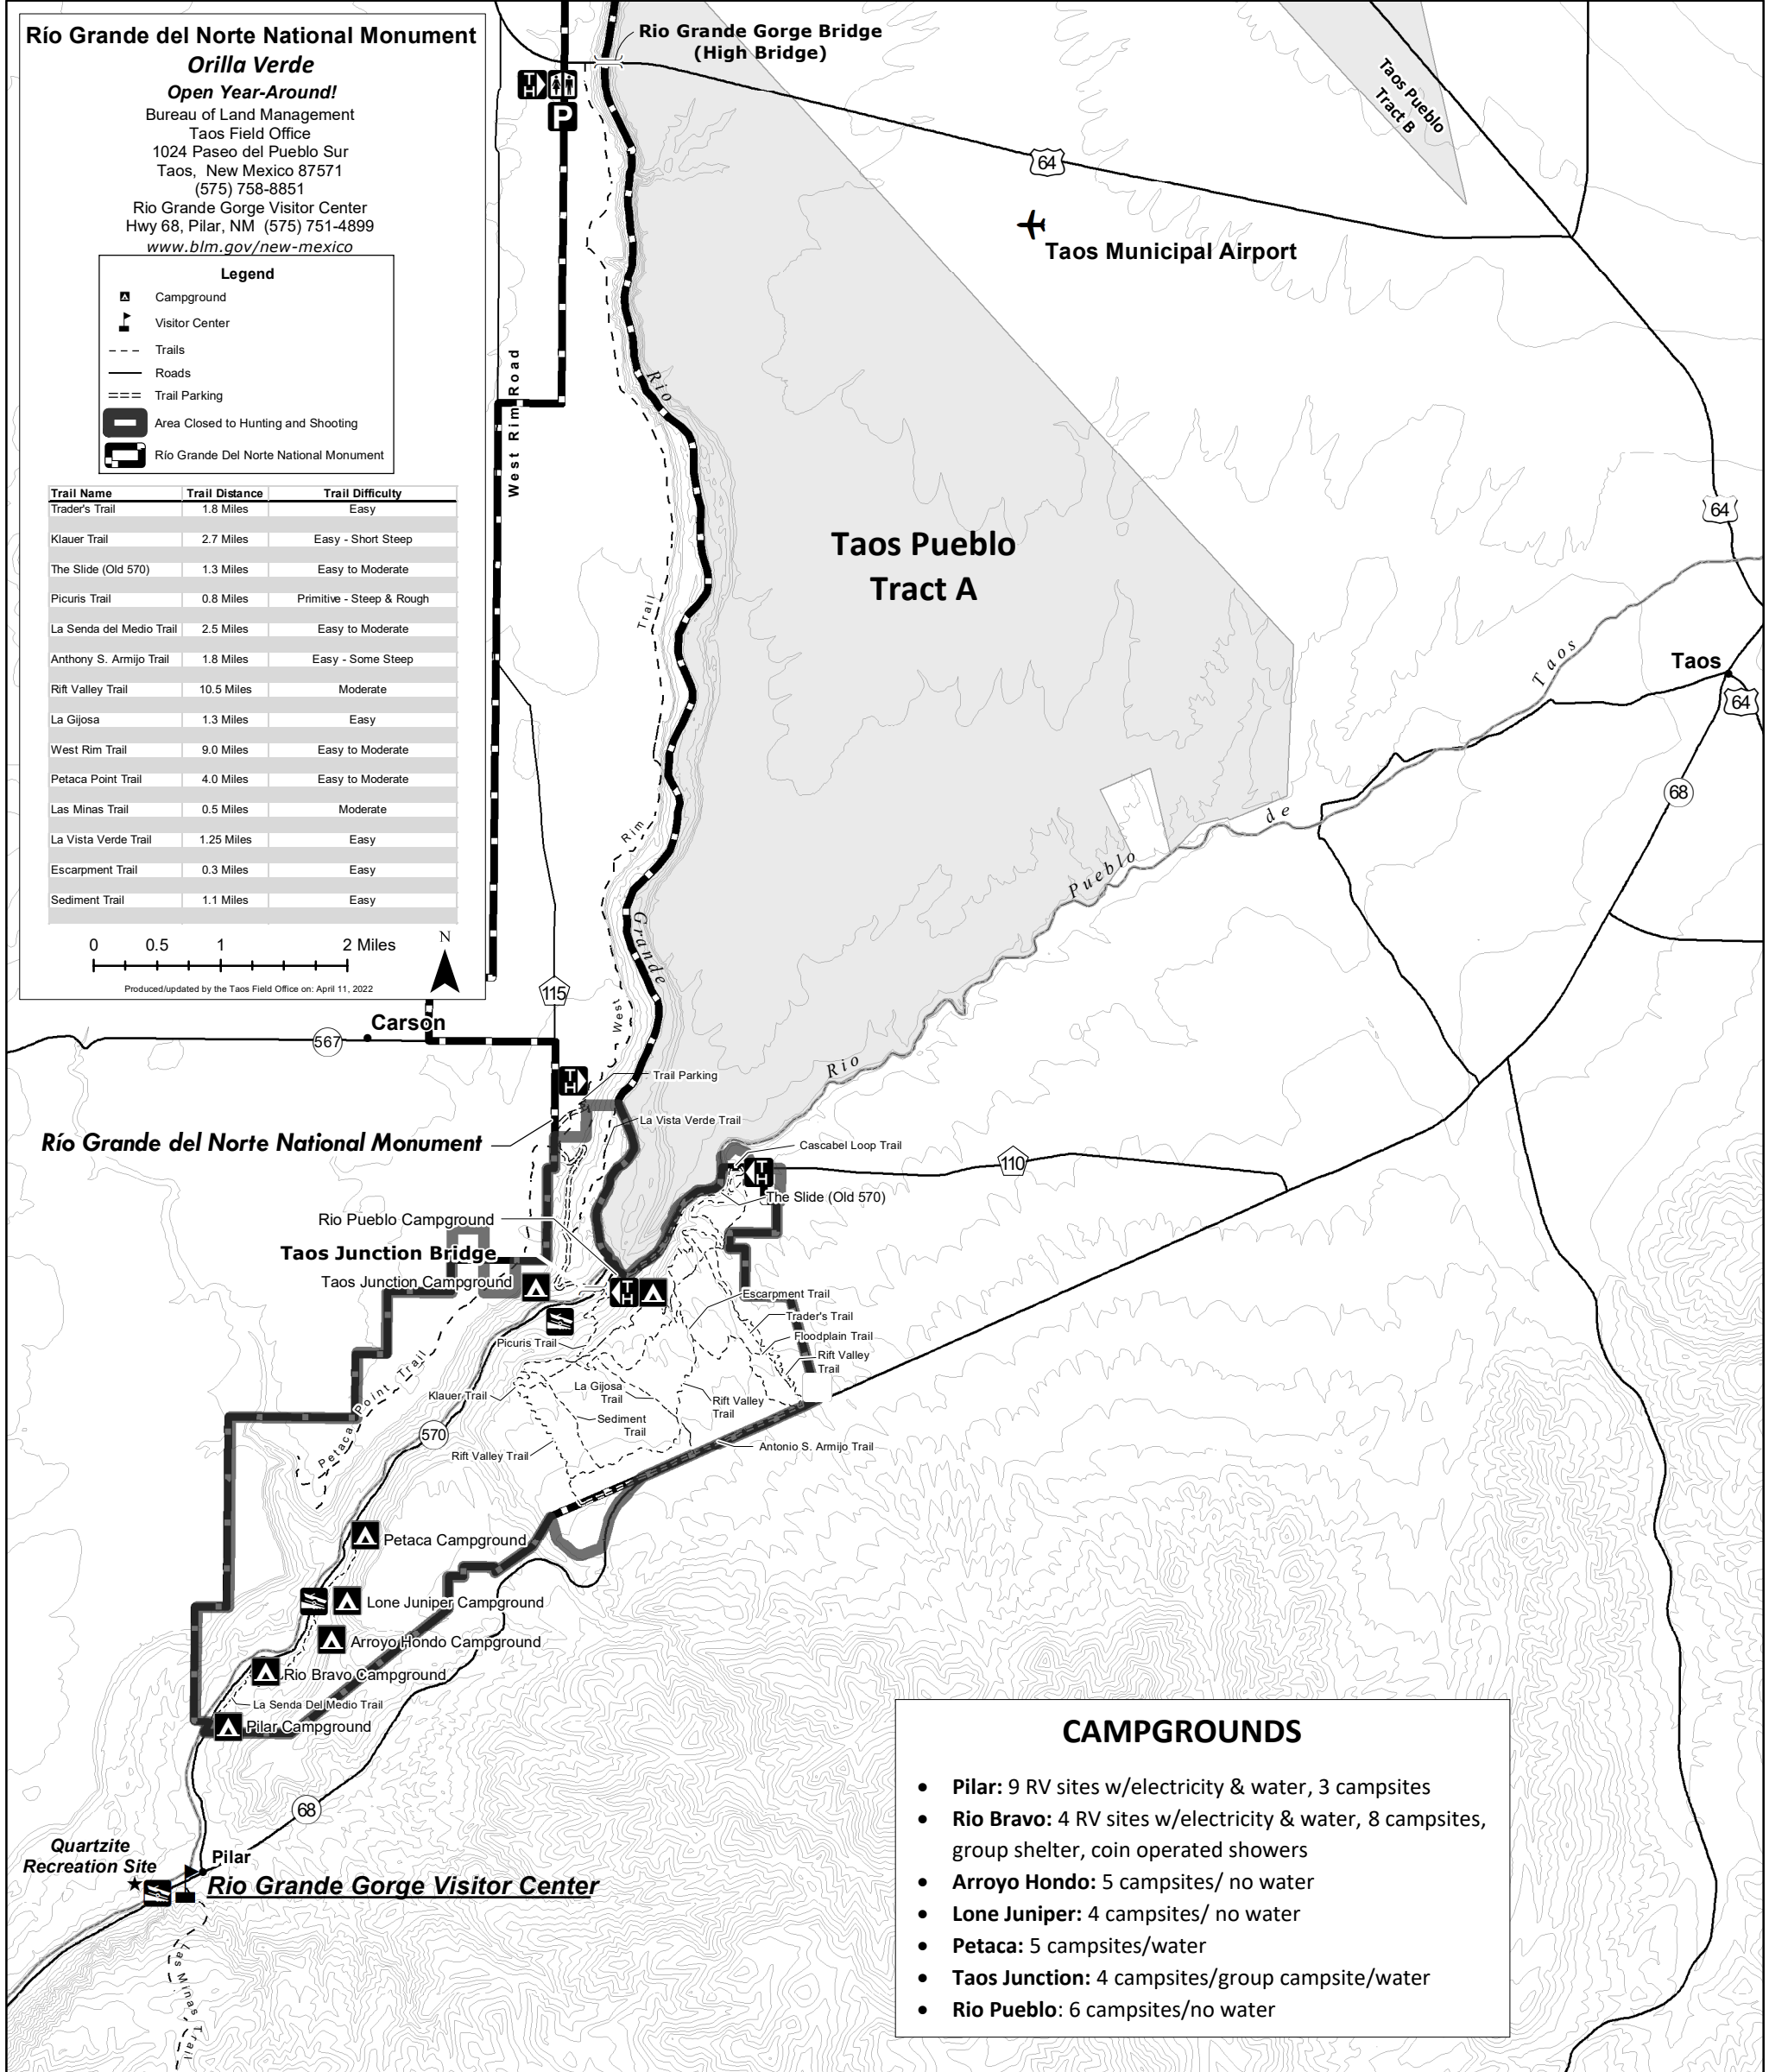 Río Grande del Norte National Monument
Orilla Verde
Open Year-Around!
Bureau of Land Management
Taos Field Office
1024 Paseo del Pueblo Sur
Taos, New Mexico 87571
(575) 758-8851
Rio Grande Gorge Visitor Center
Hwy 68, Pilar, NM (575) 751-4899
www.blm.gov/new-mexico
Legend
Campground
Visitor Center
Trails
Roads
Trail Parking
Area Closed to Hunting and Shooting
Río Grande Del Norte National Monument
Trail Name Trail Distance Trail Difficulty
Trader's Trail 1.8 Miles Easy
Klauer Trail 2.7 Miles Easy - Short Steep
The Slide (Old 570) 1.3 Miles Easy to Moderate
Picuris Trail 0.8 Miles Primitive - Steep & Rough
La Senda del Medio Trail 2.5 Miles Easy to Moderate
Anthony S. Armijo Trail 1.8 Miles Easy - Some Steep
Rift Valley Trail 10.5 Miles Moderate
La Gijosa 1.3 Miles Easy
West Rim Trail 9.0 Miles Easy to Moderate
Petaca Point Trail 4.0 Miles Easy to Moderate
Las Minas Trail 0.5 Miles Moderate
La Vista Verde Trail 1.25 Miles Easy
Escarpment Trail 0.3 Miles Easy
Sediment Trail 1.1 Miles Easy
0 0.5 1 2 Miles
N
Produced/updated by the Taos Field Office on: April 11, 2022
Rio Grande Gorge Bridge
(High Bridge)
TH
P
Taos Pueblo
Tract B
64
Taos Municipal Airport
West Rim Road
Rio
Taos Pueblo
Tract A
64
Trail
Taos
Taos
64
68
Rim
de
Pueblo
Grande
115
West
Rio
Carson
567
TH
Trail Parking
La Vista Verde Trail
Río Grande del Norte National Monument
Cascabel Loop Trail
110
TH
The Slide (Old 570)
Rio Pueblo Campground
Taos Junction Bridge
Taos Junction Campground
TH
Escarpment Trail
Trader's Trail
Floodplain Trail
Picuris Trail
Rift Valley
Trail
Petaca Point Trail
Klauer Trail
La Gijosa
Trail
Rift Valley
Trail
Sediment
Trail
570
Rift Valley Trail
Antonio S. Armijo Trail
Petaca Campground
Lone Juniper Campground
Arroyo Hondo Campground
Rio Bravo Campground
La Senda Del Medio Trail
Pilar Campground
68
Quartzite
Recreation Site
Pilar
Rio Grande Gorge Visitor Center
Las Minas Trail
CAMPGROUNDS
• Pilar: 9 RV sites w/electricity & water, 3 campsites
• Rio Bravo: 4 RV sites w/electricity & water, 8 campsites,
group shelter, coin operated showers
• Arroyo Hondo: 5 campsites/ no water
• Lone Juniper: 4 campsites/ no water
• Petaca: 5 campsites/water
• Taos Junction: 4 campsites/group campsite/water
• Rio Pueblo: 6 campsites/no water